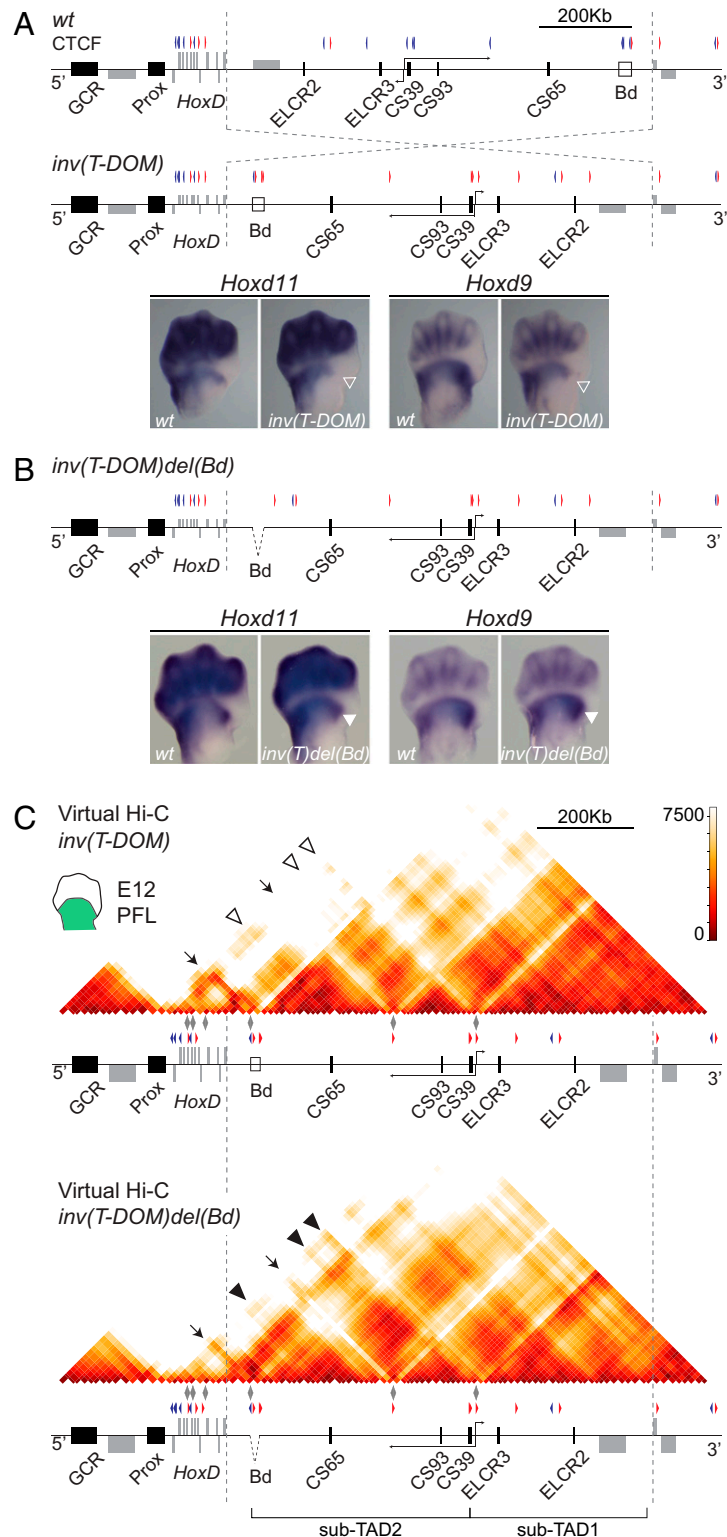 A
wt
CTCF
200Kb
5'
GCR
Prox
HoxD
ELCR2
ELCR3
CS39
CS93
CS65
Bd
3'
inv(T-DOM)
5'
GCR
Prox
HoxD
Bd
CS65
CS93
CS39
ELCR3
ELCR2
3'
Hoxd11
Hoxd9
wt
inv(T-DOM)
wt
inv(T-DOM)
B
inv(T-DOM)del(Bd)
5'
GCR
Prox
HoxD
Bd
CS65
CS93
CS39
ELCR3
ELCR2
3'
Hoxd11
Hoxd9
wt
inv(T)del(Bd)
wt
inv(T)del(Bd)
C
Virtual Hi-C
inv(T-DOM)
200Kb
7500
0
E12
PFL
5'
GCR
Prox
HoxD
Bd
CS65
CS93
CS39
ELCR3
ELCR2
3'
Virtual Hi-C
inv(T-DOM)del(Bd)
5'
GCR
Prox
HoxD
Bd
CS65
CS93
CS39
ELCR3
ELCR2
3'
sub-TAD2
sub-TAD1